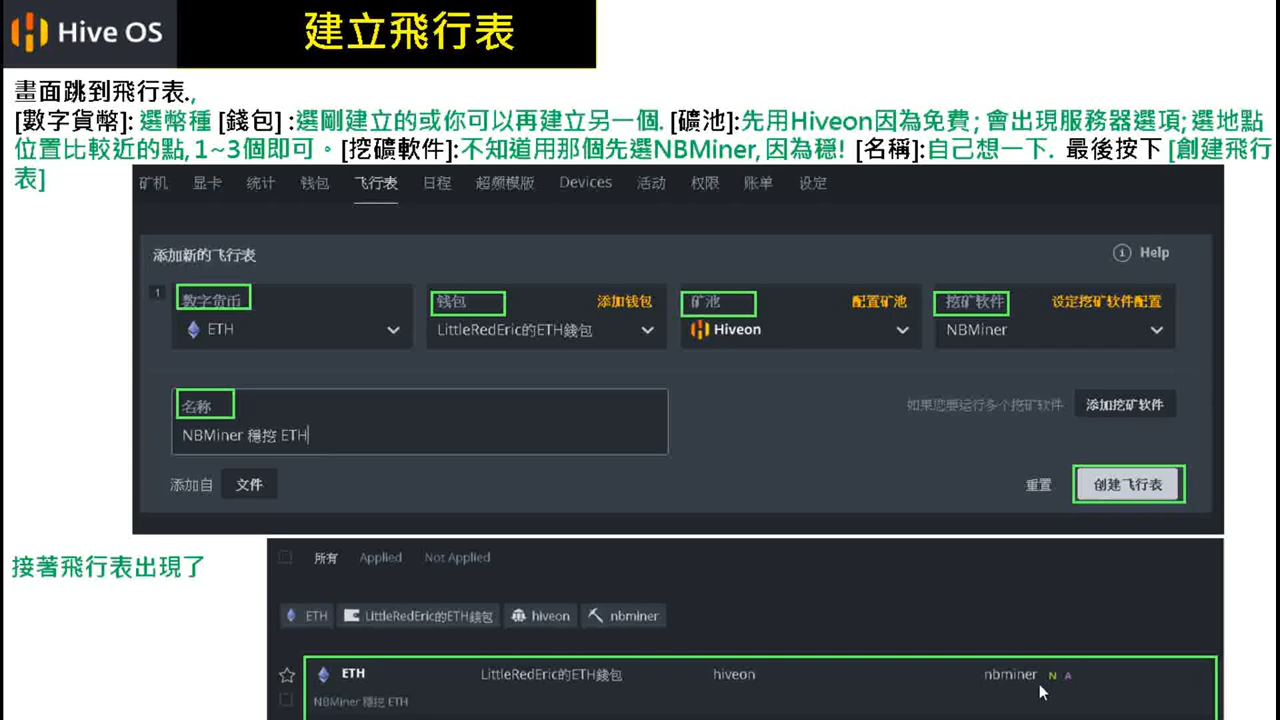 Hive OS
建立飛行表
畫面跳到飛行表.,
[數字貨幣]: 選幣種 [錢包] :選剛建立的或你可以再建立另一個. [礦池]:先用Hiveon因為免費; 會出現服務器選項; 選地點
位置比較近的點, 1~3個即可。[挖礦軟件]:不知道用那個先選NBMiner, 因為穩! [名稱]:自己想一下. 最後按下 [創建飛行
表]
矿机 显卡 统计 钱包 飞行表 日程 超频模版 Devices 活动 权限 账单 设定
添加新的飞行表 Help
1 数字货币 钱包 添加钱包 矿池 配置矿池 挖矿软件 设定挖矿软件配置
ETH LittleRedEric的ETH錢包 Hiveon NBMiner
名称
NBMiner 穩挖 ETH
如果您要运行多个挖矿软件 添加挖矿软件
添加自 文件 重置 创建飞行表
接著飛行表出現了
所有 Applied Not Applied
ETH LittleRedEric的ETH錢包 hiveon nbminer
ETH LittleRedEric的ETH錢包 hiveon nbminer N A
NBMiner 穩挖 ETH